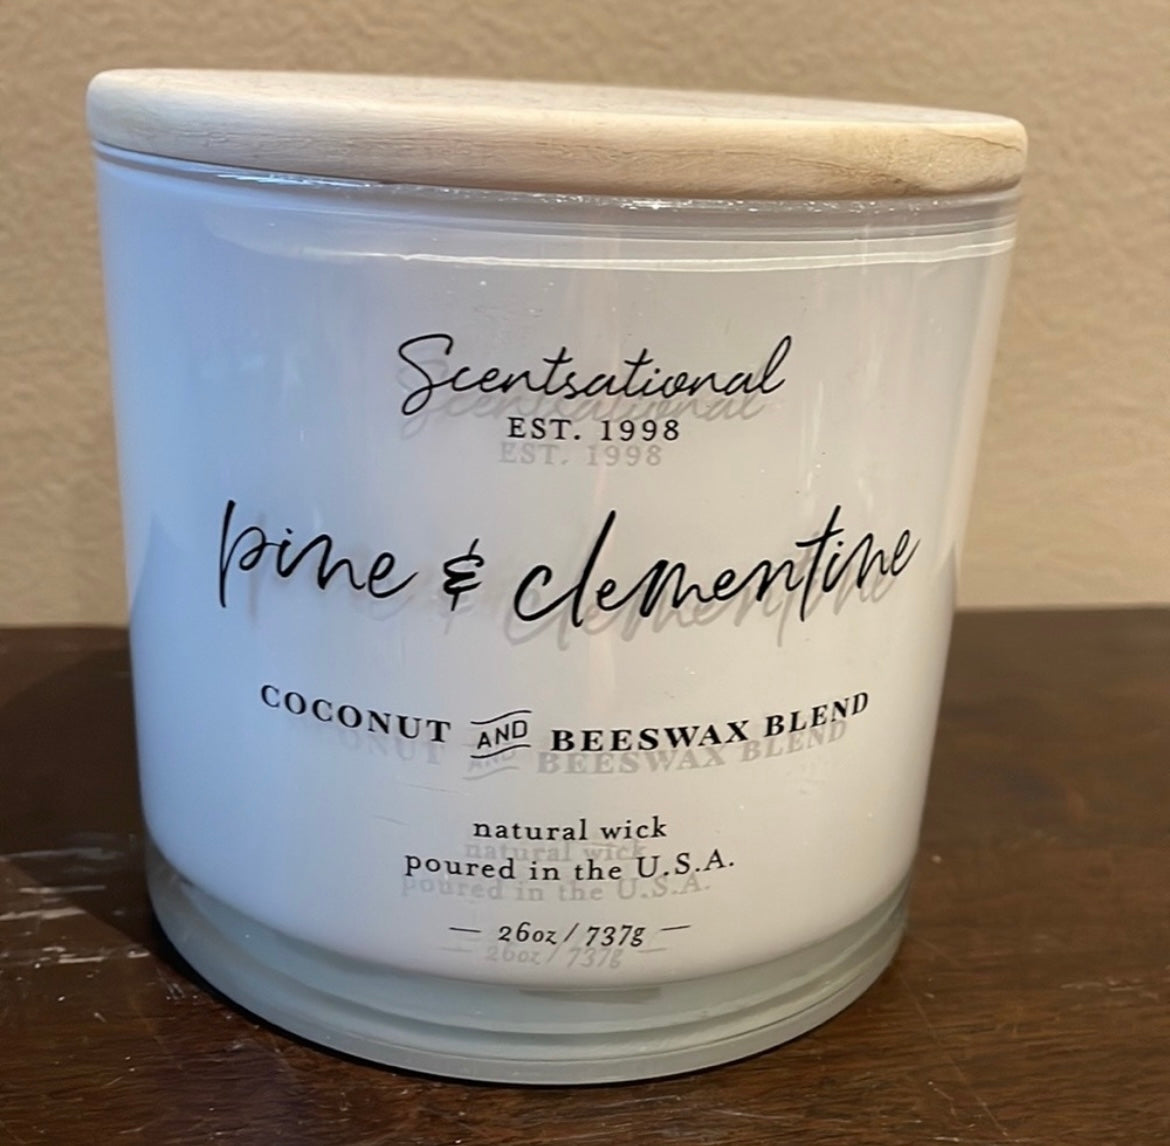 Scentsational
EST. 1998
pine & clementine
COCONUT AND BEESWAX BLEND
natural wick
poured in the U.S.A.
— 26oz / 737g —